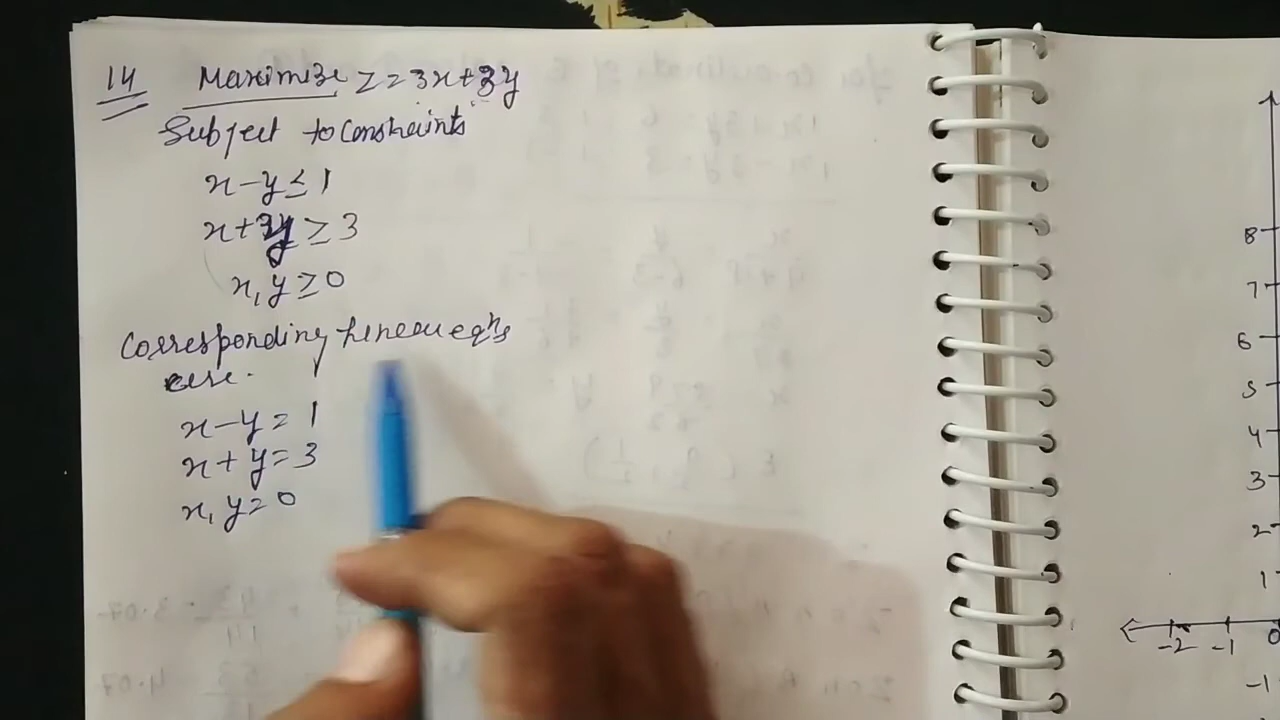 14 Maximize Z = 3x + 3y
Subject to constraints
x - y ≤ 1
x + y ≥ 3
x, y ≥ 0
Corresponding linear eqns
are.
x - y = 1
x + y = 3
x, y = 0
8
7
6
5
4
3
2
1
-2 -1 0
-1